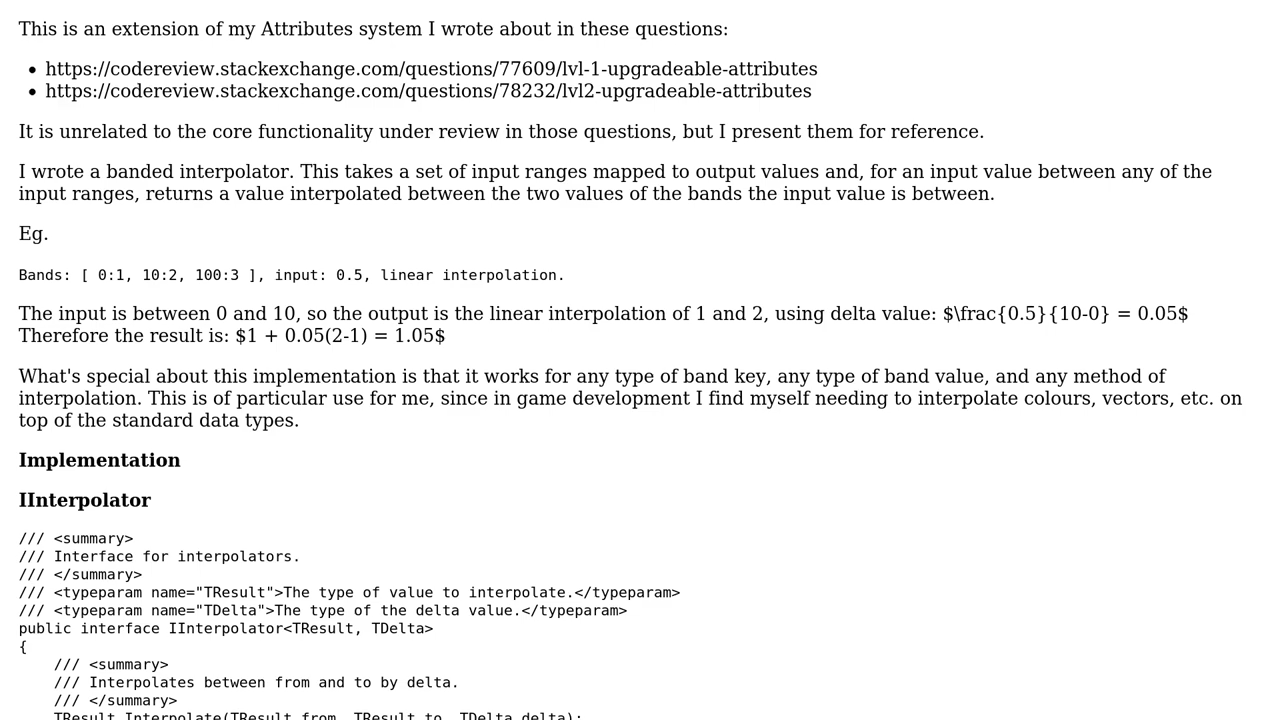 This is an extension of my Attributes system I wrote about in these questions:
• https://codereview.stackexchange.com/questions/77609/lvl-1-upgradeable-attributes
• https://codereview.stackexchange.com/questions/78232/lvl2-upgradeable-attributes
It is unrelated to the core functionality under review in those questions, but I present them for reference.
I wrote a banded interpolator. This takes a set of input ranges mapped to output values and, for an input value between any of the
input ranges, returns a value interpolated between the two values of the bands the input value is between.
Eg.
Bands: [ 0:1, 10:2, 100:3 ], input: 0.5, linear interpolation.
The input is between 0 and 10, so the output is the linear interpolation of 1 and 2, using delta value: $\frac{0.5}{10-0} = 0.05$
Therefore the result is: $1 + 0.05(2-1) = 1.05$
What's special about this implementation is that it works for any type of band key, any type of band value, and any method of
interpolation. This is of particular use for me, since in game development I find myself needing to interpolate colours, vectors, etc. on
top of the standard data types.
Implementation
IInterpolator
/// <summary>
/// Interface for interpolators.
/// </summary>
/// <typeparam name="TResult">The type of value to interpolate.</typeparam>
/// <typeparam name="TDelta">The type of the delta value.</typeparam>
public interface IInterpolator<TResult, TDelta>
{
    /// <summary>
    /// Interpolates between from and to by delta.
    /// </summary>
    TResult Interpolate(TResult from, TResult to, TDelta delta);